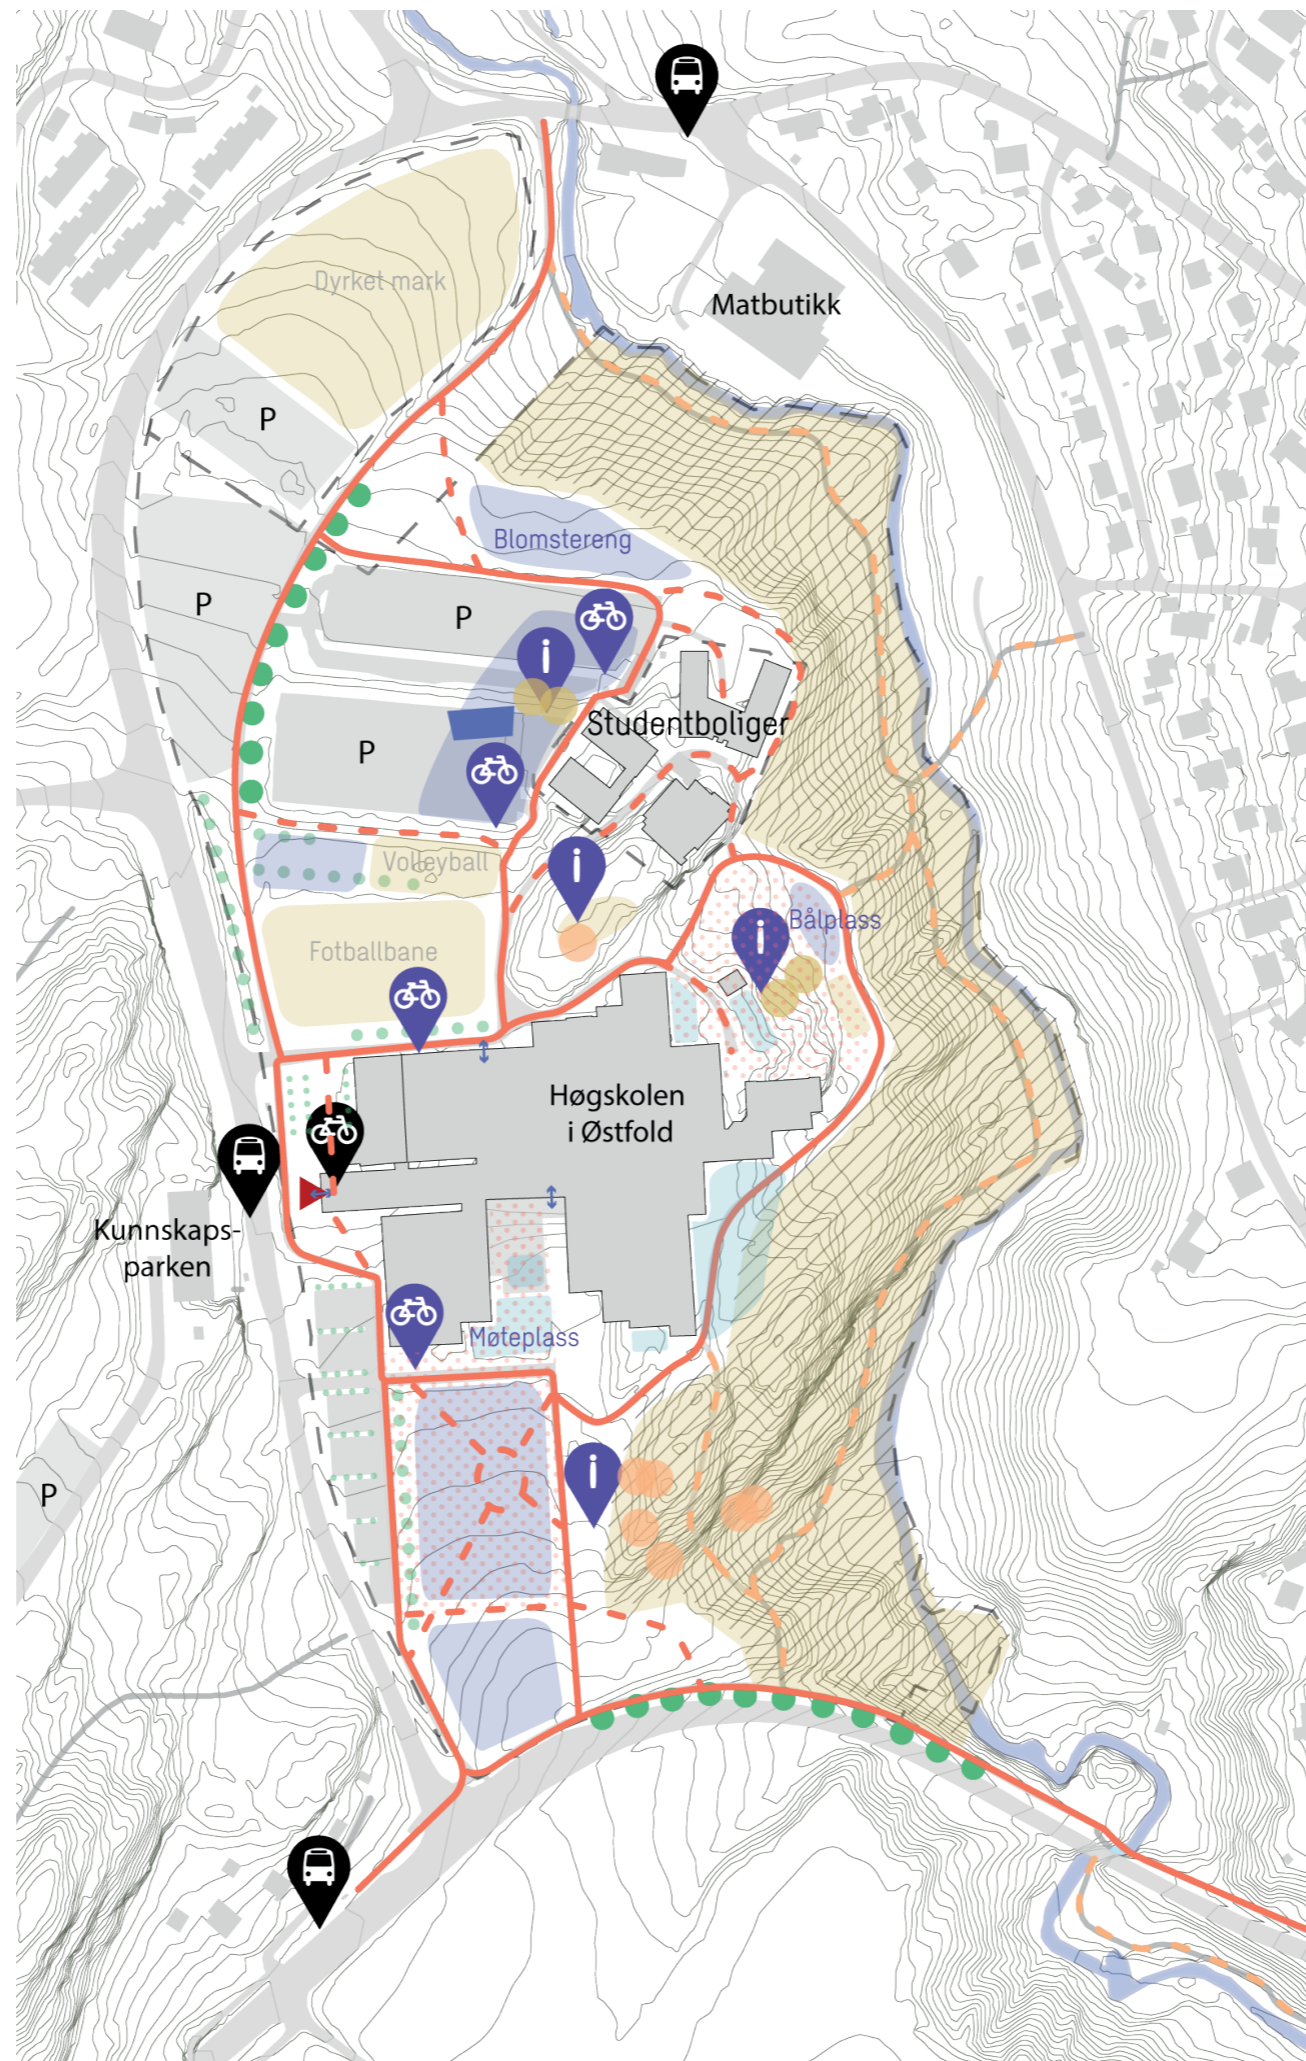 Matbutikk
Dyrket mark
P
Blomstereng
P
P
i
Studentboliger
P
Volleyball
i
Bålplass
i
Fotballbane
Høgskolen
i Østfold
Kunnskaps-
parken
Møteplass
i
P